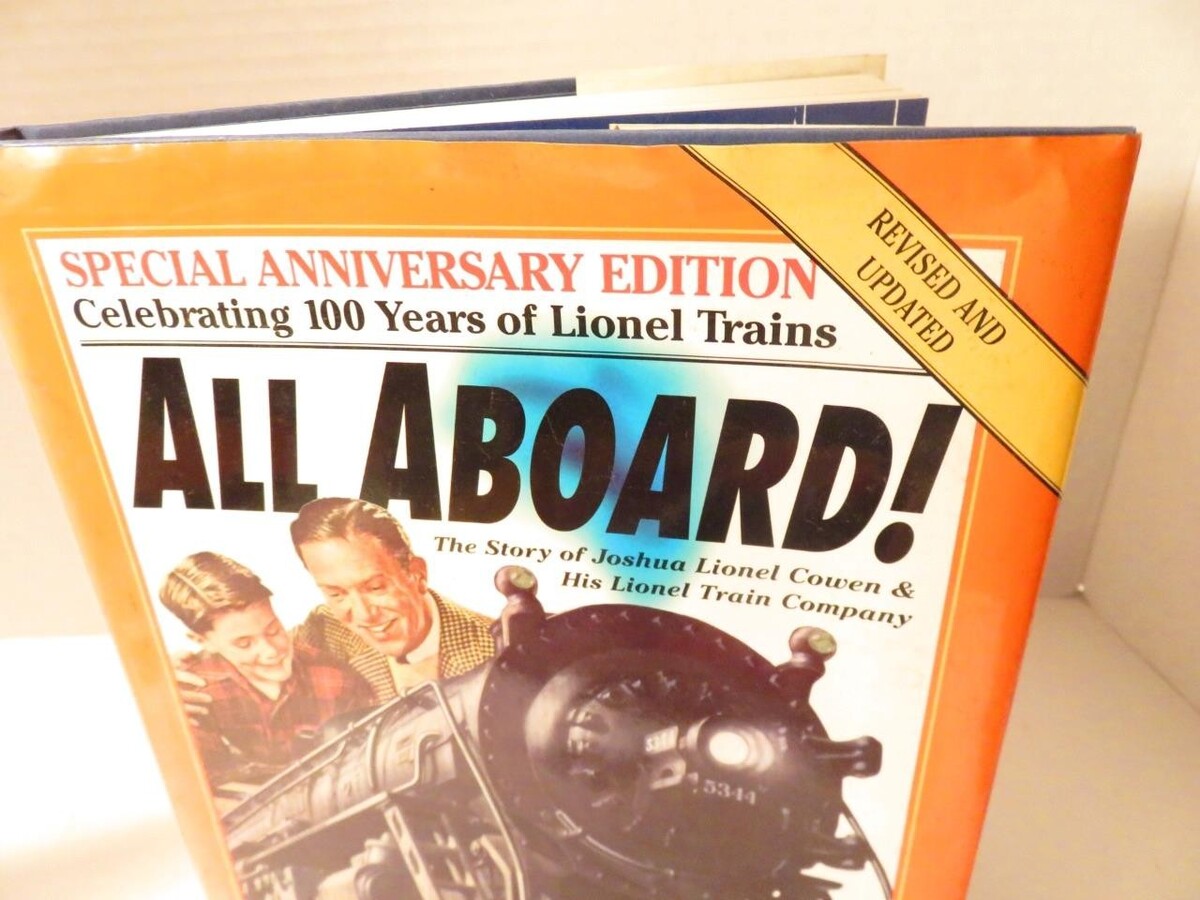 SPECIAL ANNIVERSARY EDITION
Celebrating 100 Years of Lionel Trains
REVISED AND
UPDATED
ALL ABOARD!
The Story of Joshua Lionel Cowen &
His Lionel Train Company
5344